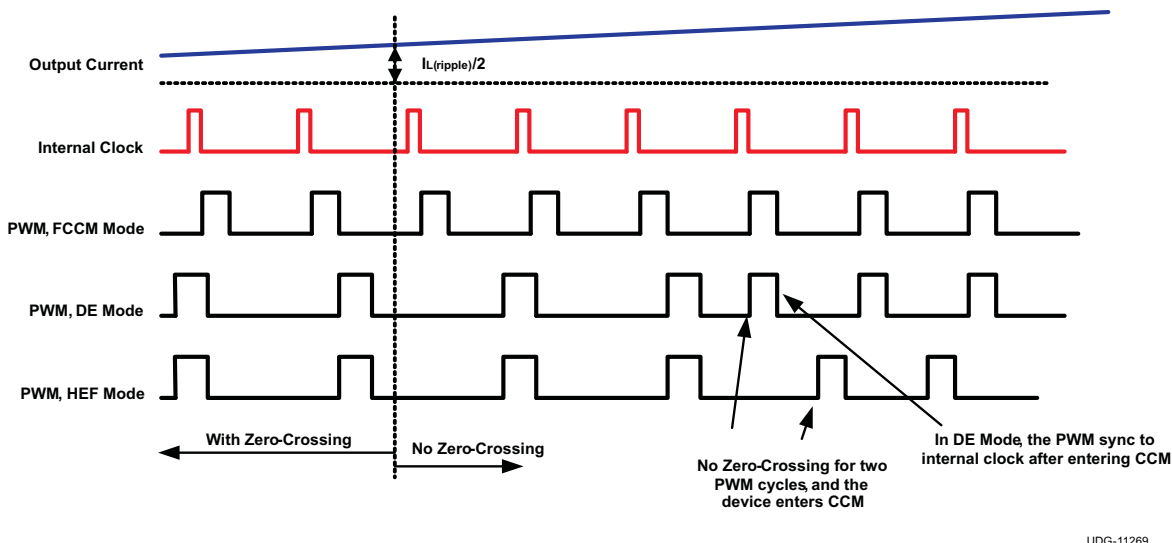 Output Current
IL(ripple)/2
Internal Clock
PWM, FCCM Mode
PWM, DE Mode
PWM, HEF Mode
With Zero-Crossing
No Zero-Crossing
No Zero-Crossing for two
PWM cycles, and the
device enters CCM
In DE Mode, the PWM sync to
internal clock after entering CCM
UDG-11269